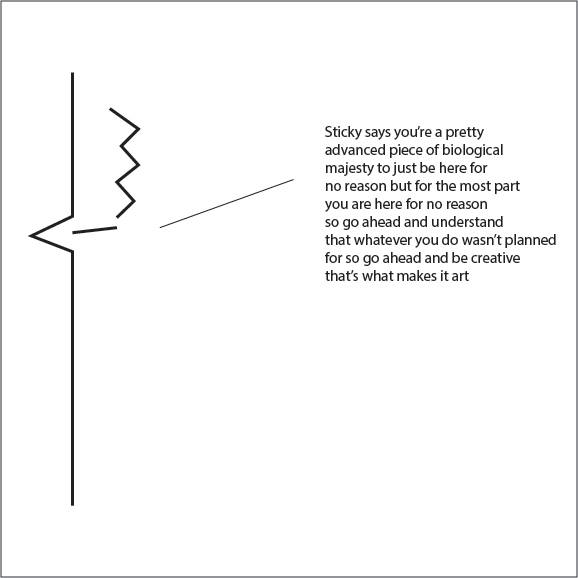 Sticky says you’re a pretty
advanced piece of biological
majesty to just be here for
no reason but for the most part
you are here for no reason
so go ahead and understand
that whatever you do wasn’t planned
for so go ahead and be creative
that’s what makes it art